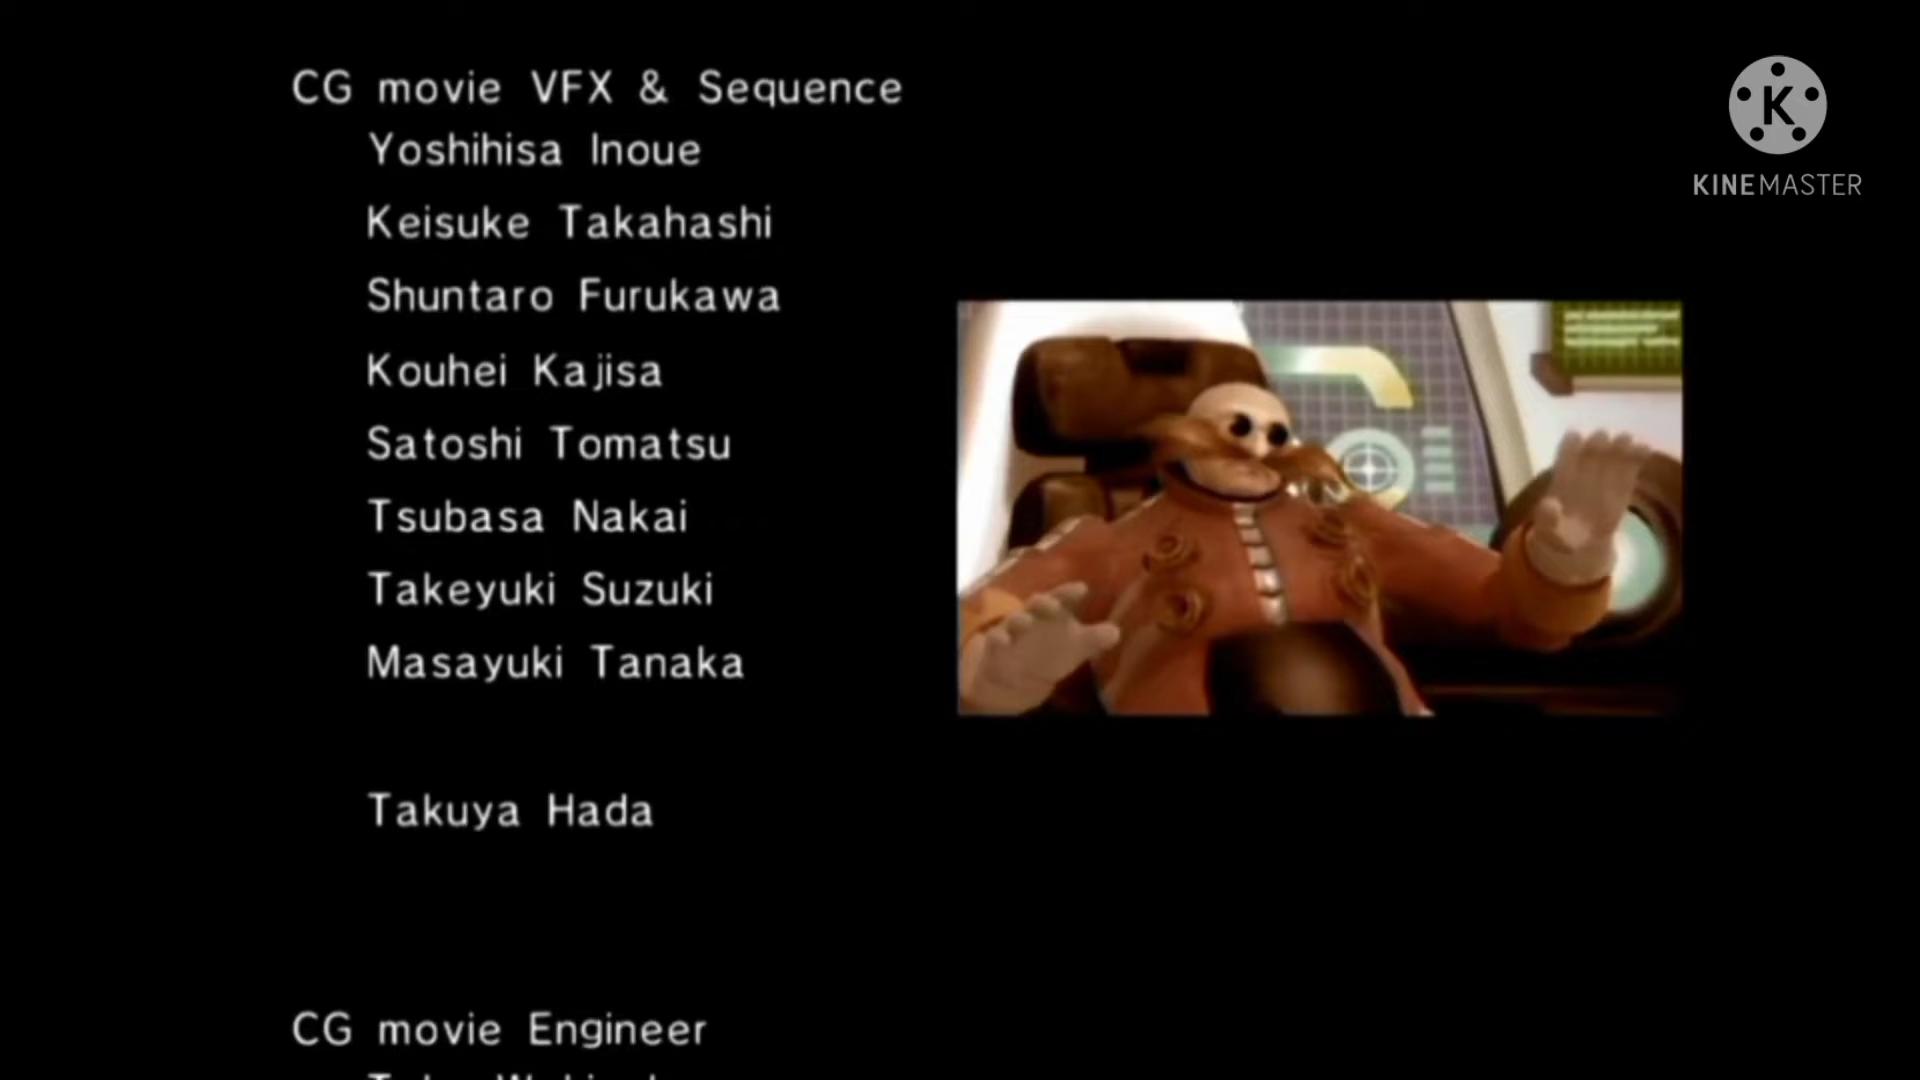 CG movie VFX & Sequence
Yoshihisa Inoue
Keisuke Takahashi
Shuntaro Furukawa
Kouhei Kajisa
Satoshi Tomatsu
Tsubasa Nakai
Takeyuki Suzuki
Masayuki Tanaka
Takuya Hada
CG movie Engineer
K
KINEMASTER